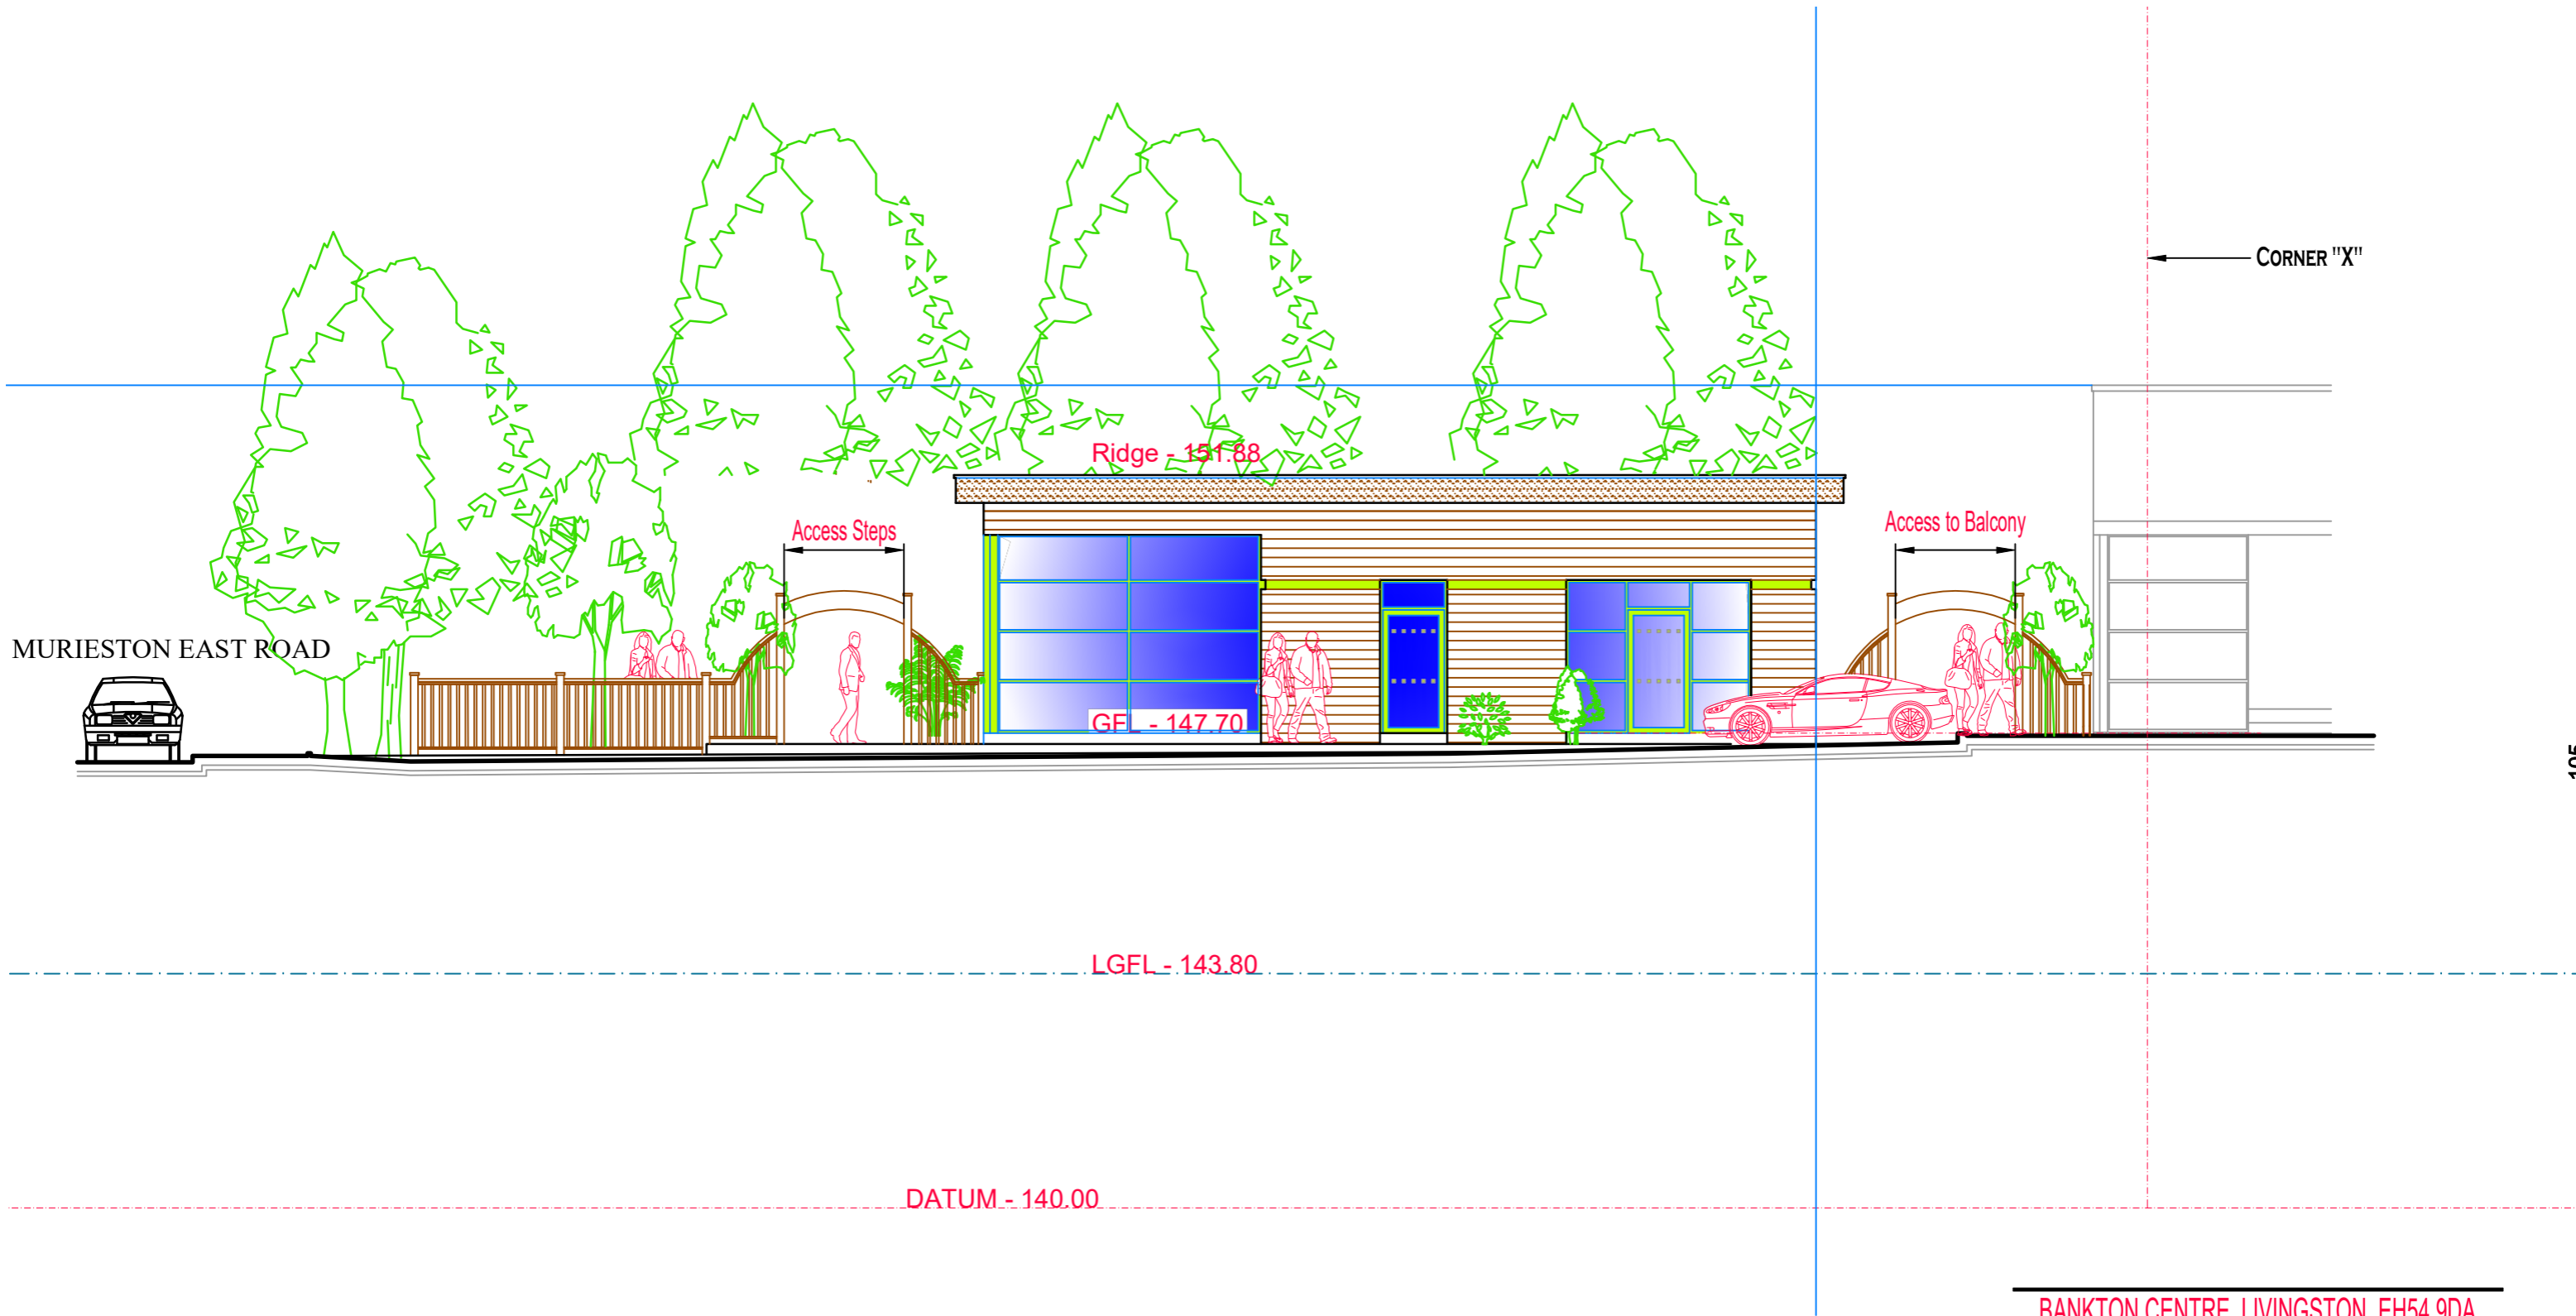 CORNER "X"
Ridge - 151.88
Access Steps
Access to Balcony
MURIESTON EAST ROAD
GFL - 147.70
105
LGFL - 143.80
DATUM - 140.00
BANKTON CENTRE, LIVINGSTON, EH54 9DA